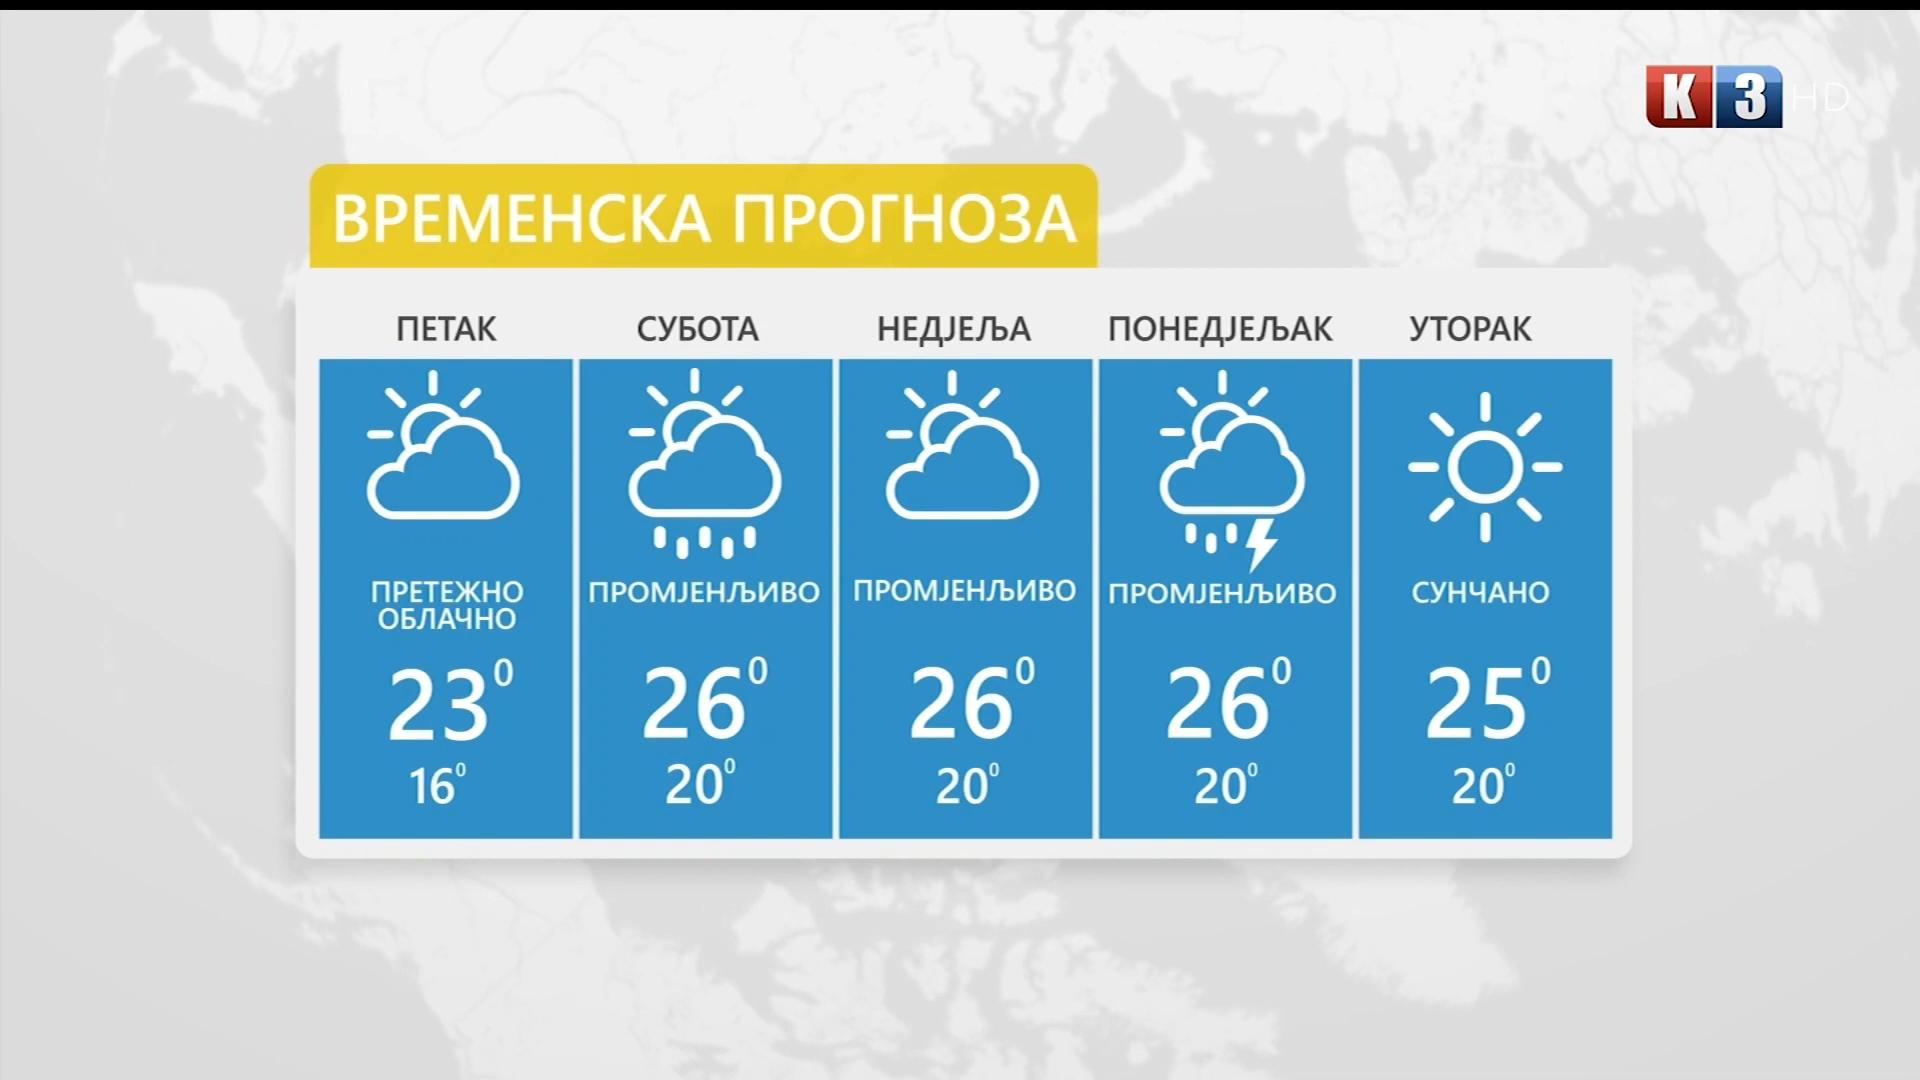 К3 HD
ВРЕМЕНСКА ПРОГНОЗА
ПЕТАК
СУБОТА
НЕДЈЕЉА
ПОНЕДЈЕЉАК
УТОРАК
ПРЕТЕЖНО
ОБЛАЧНО
ПРОМЈЕНЉИВО
ПРОМЈЕНЉИВО
ПРОМЈЕНЉИВО
СУНЧАНО
23⁰
26⁰
26⁰
26⁰
25⁰
16⁰
20⁰
20⁰
20⁰
20⁰